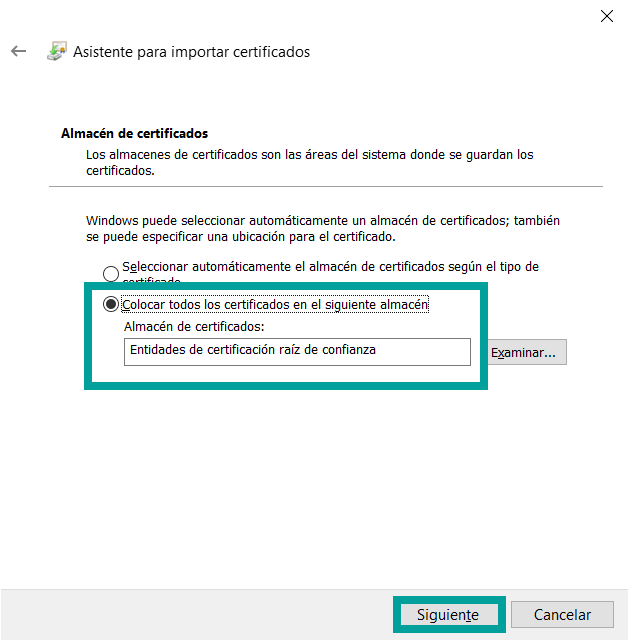 Asistente para importar certificados
Almacén de certificados
Los almacenes de certificados son las áreas del sistema donde se guardan los
certificados.
Windows puede seleccionar automáticamente un almacén de certificados; también
se puede especificar una ubicación para el certificado.
Seleccionar automáticamente el almacén de certificados según el tipo de
certificado
Colocar todos los certificados en el siguiente almacén
Almacén de certificados:
Entidades de certificación raíz de confianza
Examinar...
Siguiente
Cancelar